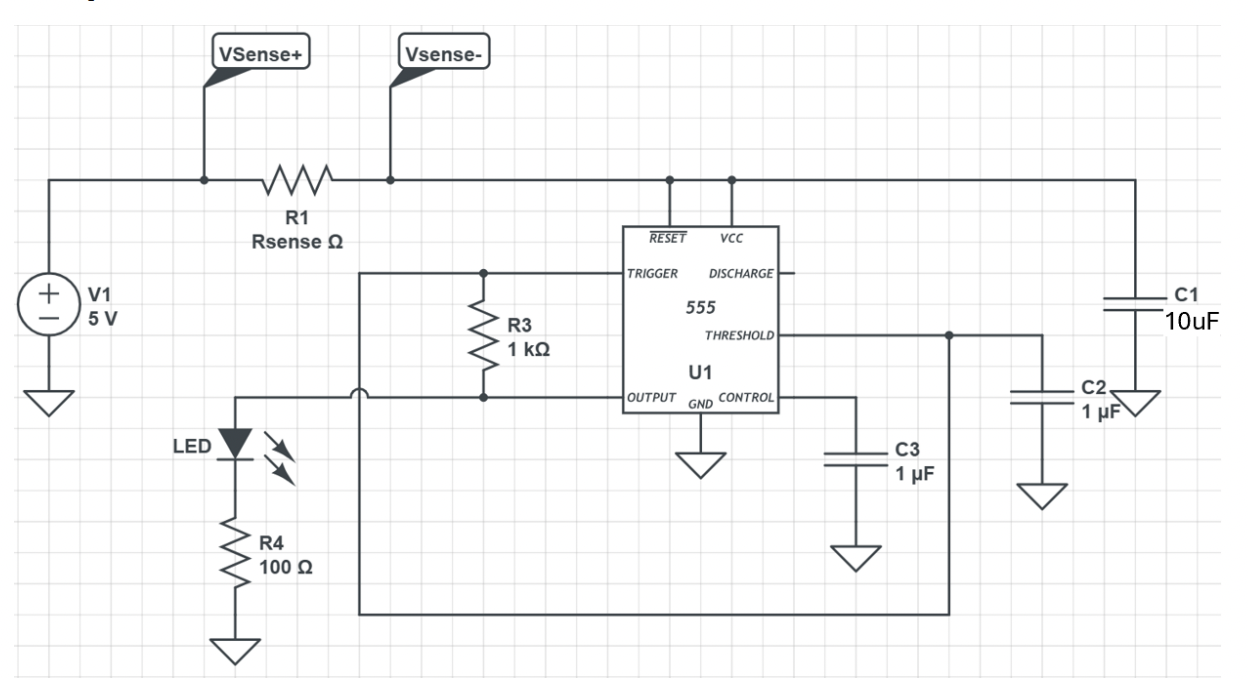 VSense+
Vsense-
R1
Rsense Ω
RESET
VCC
V1
5 V
TRIGGER
DISCHARGE
555
THRESHOLD
U1
OUTPUT
GND
CONTROL
R3
1 kΩ
C1
10uF
C2
1 µF
LED
C3
1 µF
R4
100 Ω